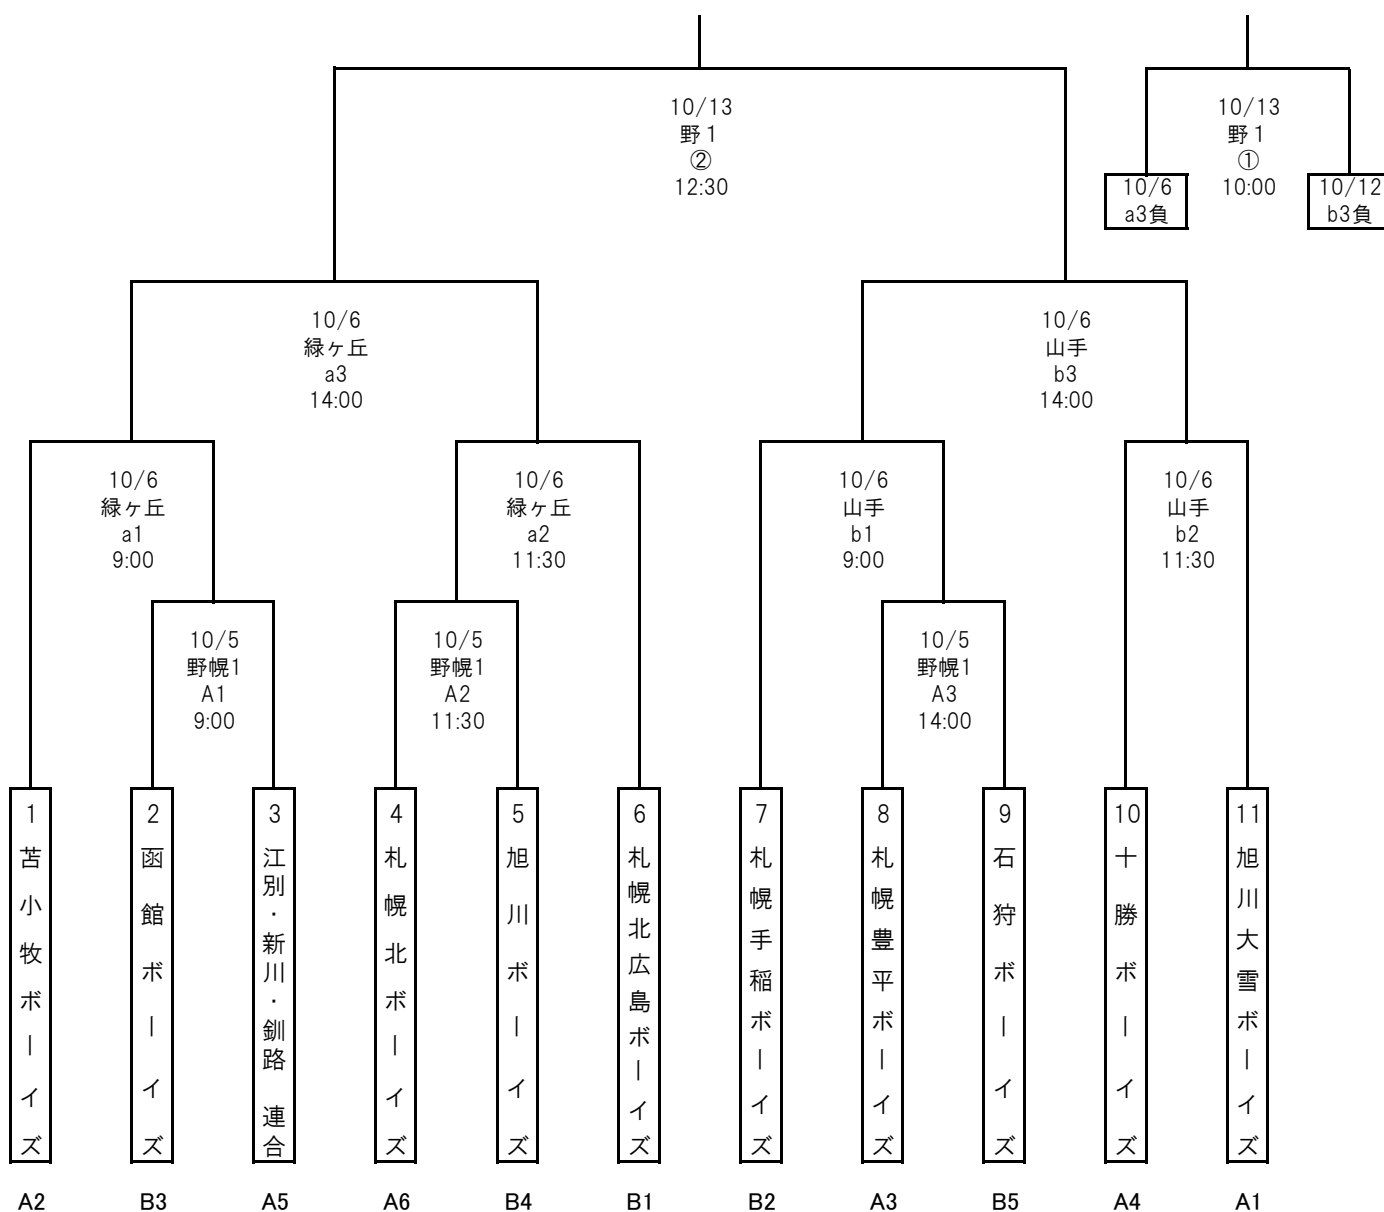 10/13
野1
②
12:30
10/13
野1
①
10:00
10/6
a3負
10/12
b3負
10/6
緑ヶ丘
a3
14:00
10/6
山手
b3
14:00
10/6
緑ヶ丘
a1
9:00
10/6
緑ヶ丘
a2
11:30
10/6
山手
b1
9:00
10/6
山手
b2
11:30
10/5
野幌1
A1
9:00
10/5
野幌1
A2
11:30
10/5
野幌1
A3
14:00
1
苫小牧ボーイズ
2
函館ボーイズ
3
江別・新川・釧路 連合
4
札幌北ボーイズ
5
旭川ボーイズ
6
札幌北広島ボーイズ
7
札幌手稲ボーイズ
8
札幌豊平ボーイズ
9
石狩ボーイズ
10
十勝ボーイズ
11
旭川大雪ボーイズ
A2 B3 A5 A6 B4 B1 B2 A3 B5 A4 A1